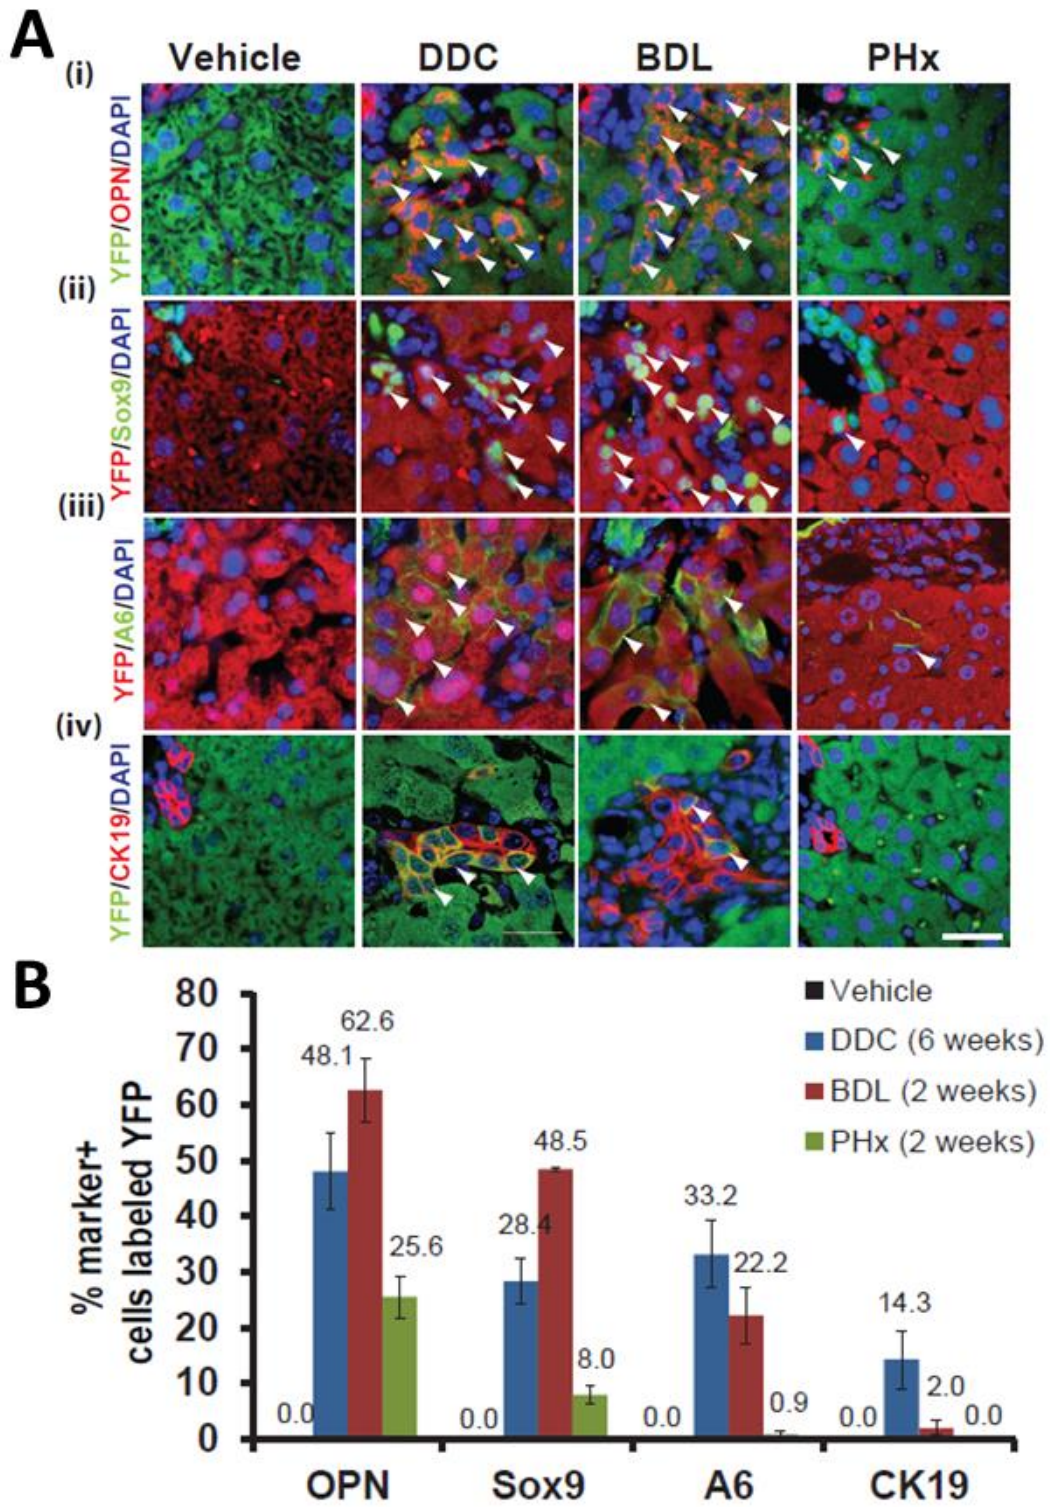 A
Vehicle DDC BDL PHx
(i)
YFP/OPN/DAPI
(ii)
YFP/Sox9/DAPI
(iii)
YFP/A6/DAPI
(iv)
YFP/CK19/DAPI
B
% marker+
cells labeled YFP
80
70
60
50
40
30
20
10
0
Vehicle
DDC (6 weeks)
BDL (2 weeks)
PHx (2 weeks)
0.0 48.1 62.6 25.6
0.0 28.4 48.5 8.0
0.0 33.2 22.2 0.9
0.0 14.3 2.0 0.0
OPN Sox9 A6 CK19